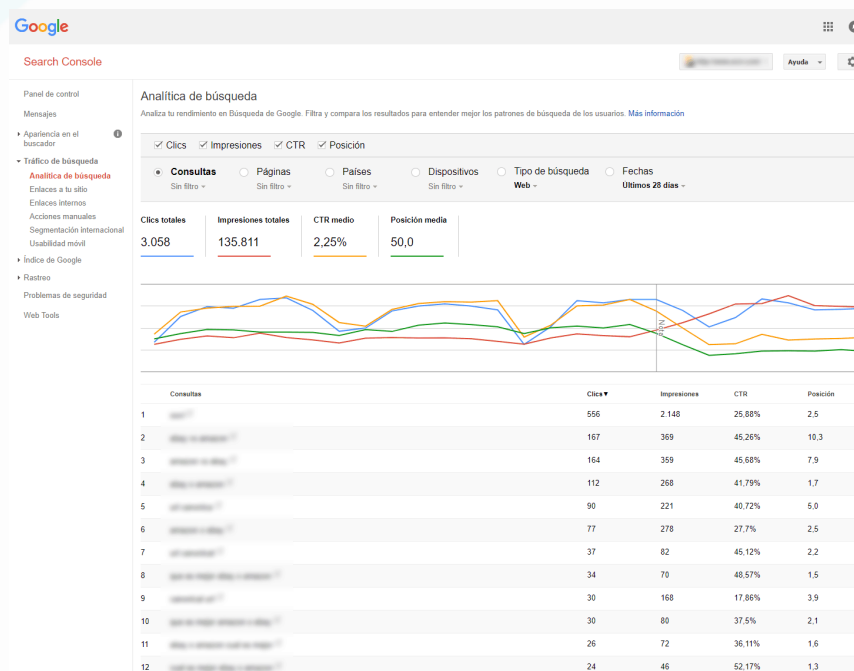 Google
Search Console
Ayuda
Panel de control
Mensajes
Apariencia en el
buscador
Tráfico de búsqueda
Analítica de búsqueda
Enlaces a tu sitio
Enlaces internos
Acciones manuales
Segmentación internacional
Usabilidad móvil
Índice de Google
Rastreo
Problemas de seguridad
Web Tools
Analítica de búsqueda
Analiza tu rendimiento en Búsqueda de Google. Filtra y compara los resultados para entender mejor los patrones de búsqueda de los usuarios. Más información
Clics Impresiones CTR Posición
Consultas Páginas Países Dispositivos Tipo de búsqueda Fechas
Sin filtro Sin filtro Sin filtro Sin filtro Web Últimos 28 días
Clics totales Impresiones totales CTR medio Posición media
3.058 135.811 2,25% 50,0
Consultas Clics▼ Impresiones CTR Posición
1 556 2.148 25,88% 2,5
2 167 369 45,26% 10,3
3 164 359 45,68% 7,9
4 112 268 41,79% 1,7
5 90 221 40,72% 5,0
6 77 278 27,7% 2,5
7 37 82 45,12% 2,2
8 34 70 48,57% 1,5
9 30 168 17,86% 3,9
10 30 80 37,5% 2,1
11 26 72 36,11% 1,6
12 24 46 52,17% 1,3